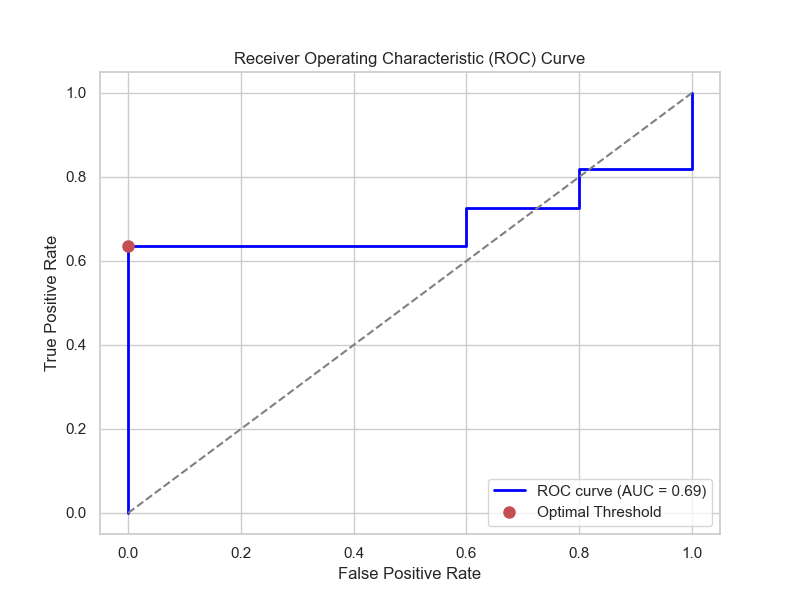 Receiver Operating Characteristic (ROC) Curve
True Positive Rate
1.0
0.8
0.6
0.4
0.2
0.0
ROC curve (AUC = 0.69)
Optimal Threshold
0.0 0.2 0.4 0.6 0.8 1.0
False Positive Rate